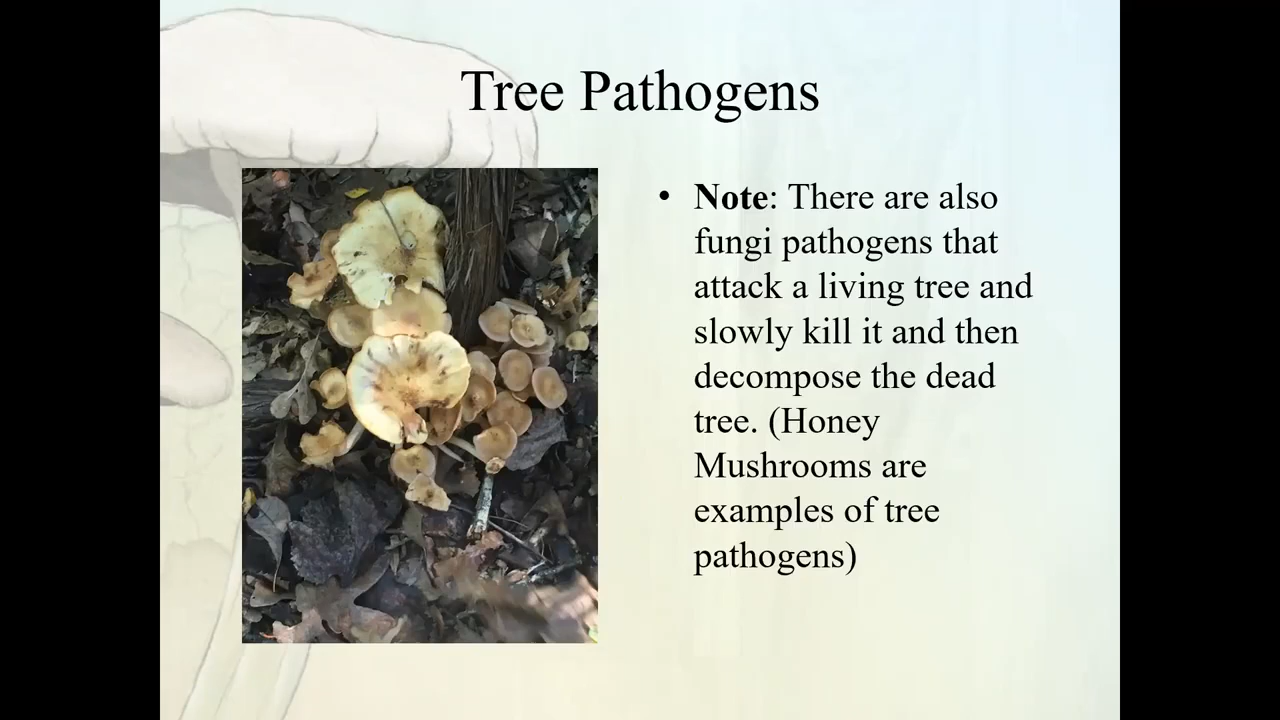 Tree Pathogens
• Note: There are also
fungi pathogens that
attack a living tree and
slowly kill it and then
decompose the dead
tree. (Honey
Mushrooms are
examples of tree
pathogens)